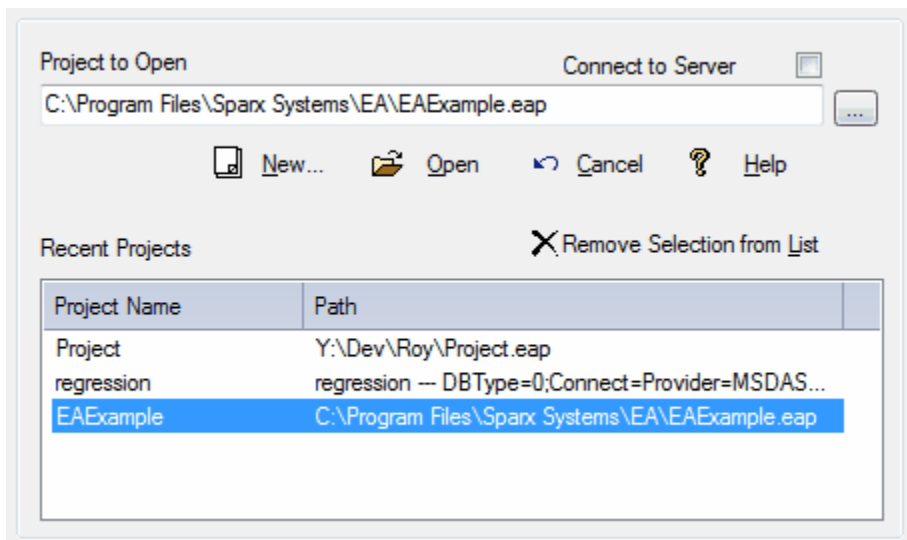 Project to Open Connect to Server
C:\Program Files\Sparx Systems\EA\EAExample.eap ...
New... Open Cancel Help
Recent Projects Remove Selection from List
Project Name Path
Project Y:\Dev\Roy\Project.eap
regression regression --- DBType=0;Connect=Provider=MSDAS...
EAExample C:\Program Files\Sparx Systems\EA\EAExample.eap